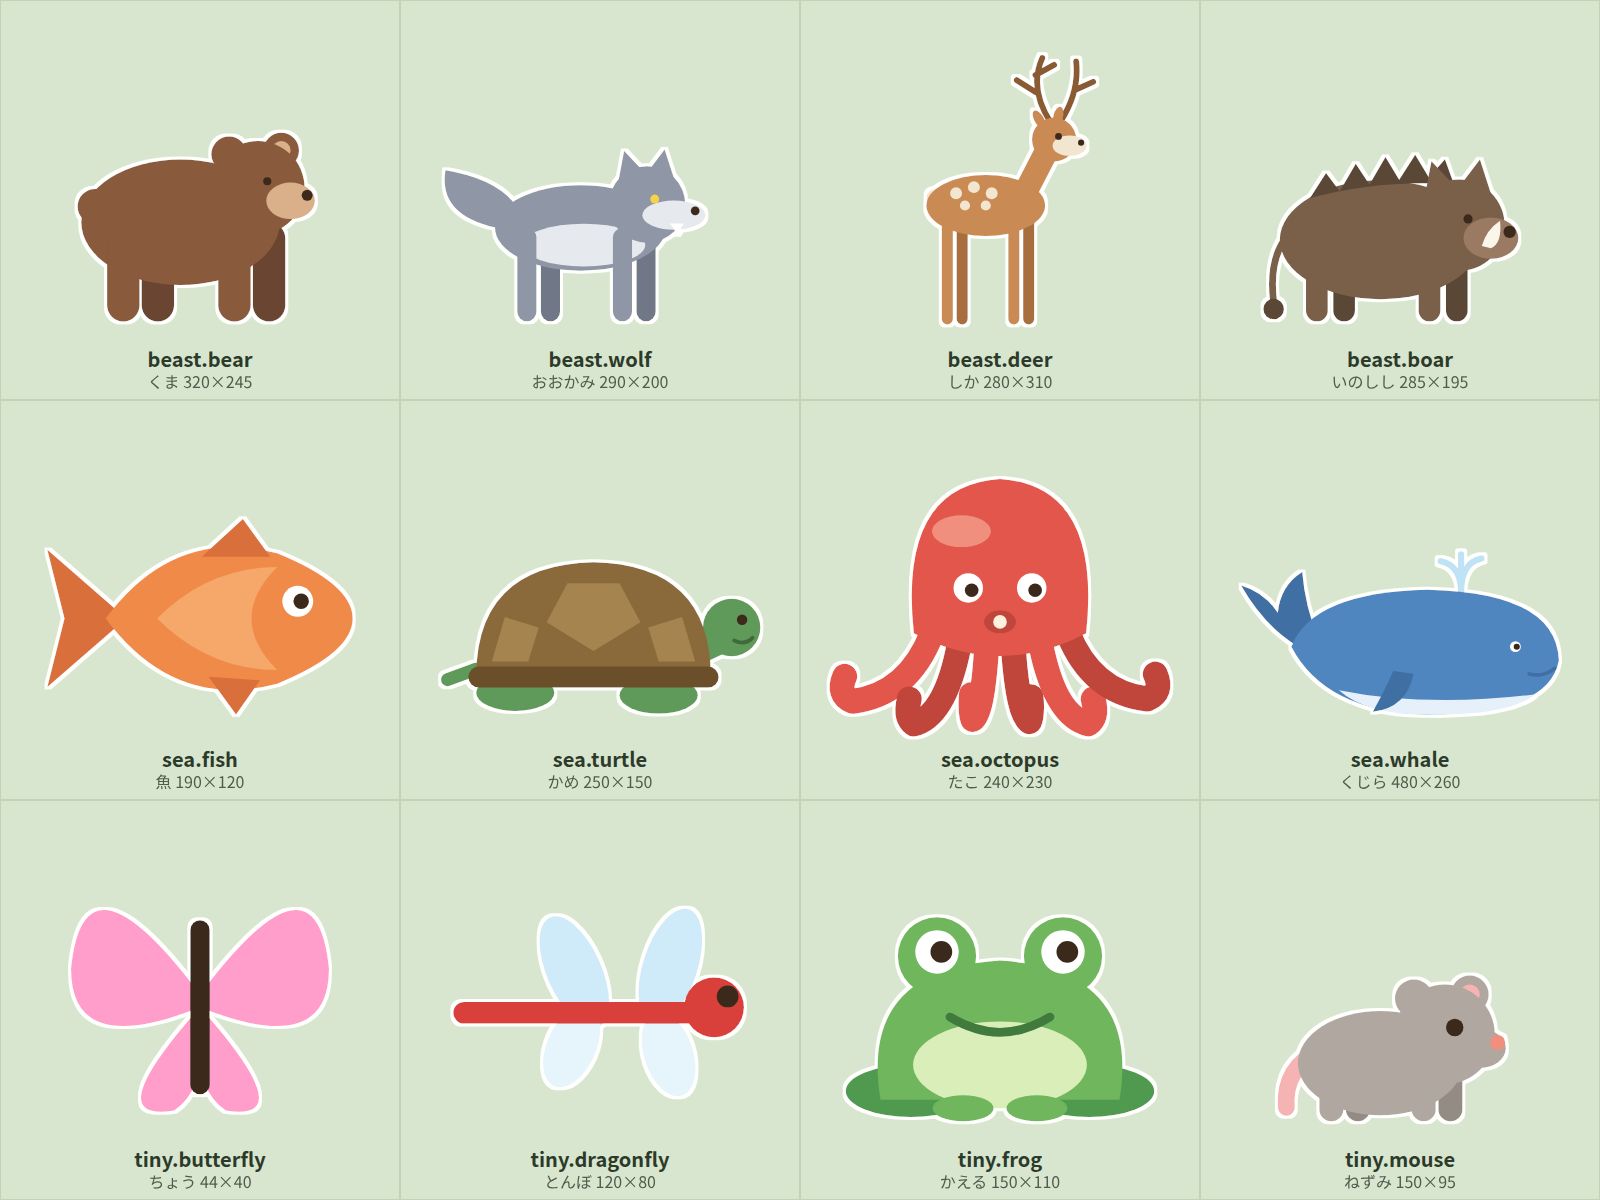 beast.bear
くま 320×245
beast.wolf
おおかみ 290×200
beast.deer
しか 280×310
beast.boar
いのしし 285×195
sea.fish
魚 190×120
sea.turtle
かめ 250×150
sea.octopus
たこ 240×230
sea.whale
くじら 480×260
tiny.butterfly
ちょう 44×40
tiny.dragonfly
とんぼ 120×80
tiny.frog
かえる 150×110
tiny.mouse
ねずみ 150×95